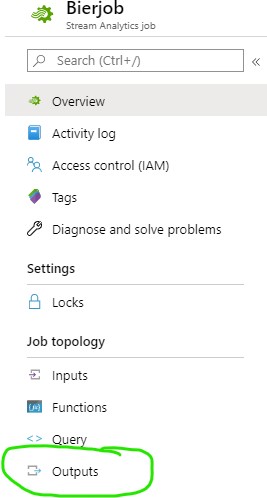 Bierjob
Stream Analytics job
Search (Ctrl+/)
«
Overview
Activity log
Access control (IAM)
Tags
Diagnose and solve problems
Settings
Locks
Job topology
Inputs
Functions
Query
Outputs